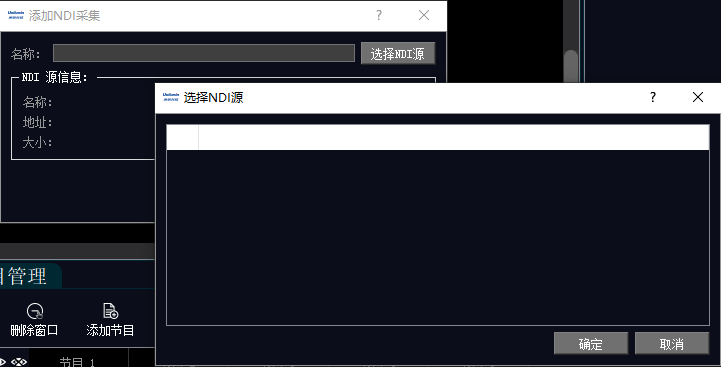 添加NDI采集
?
名称:
选择NDI源
NDI 源信息:
名称:
地址:
大小:
选择NDI源
?
确定
取消
目管理
删除窗口
添加节目
节目 1